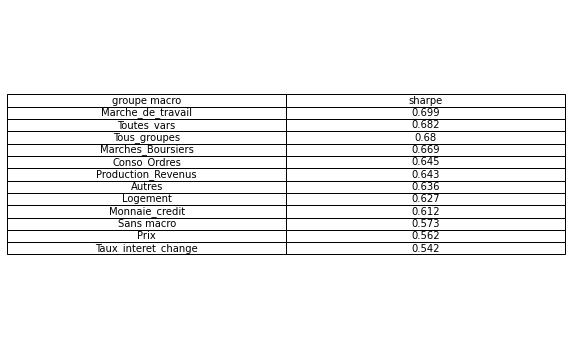 groupe macro sharpe
Marche_de_travail 0.699
Toutes_vars 0.682
Tous_groupes 0.68
Marches_Boursiers 0.669
Conso_Ordres 0.645
Production_Revenus 0.643
Autres 0.636
Logement 0.627
Monnaie_credit 0.612
Sans macro 0.573
Prix 0.562
Taux_interet_change 0.542